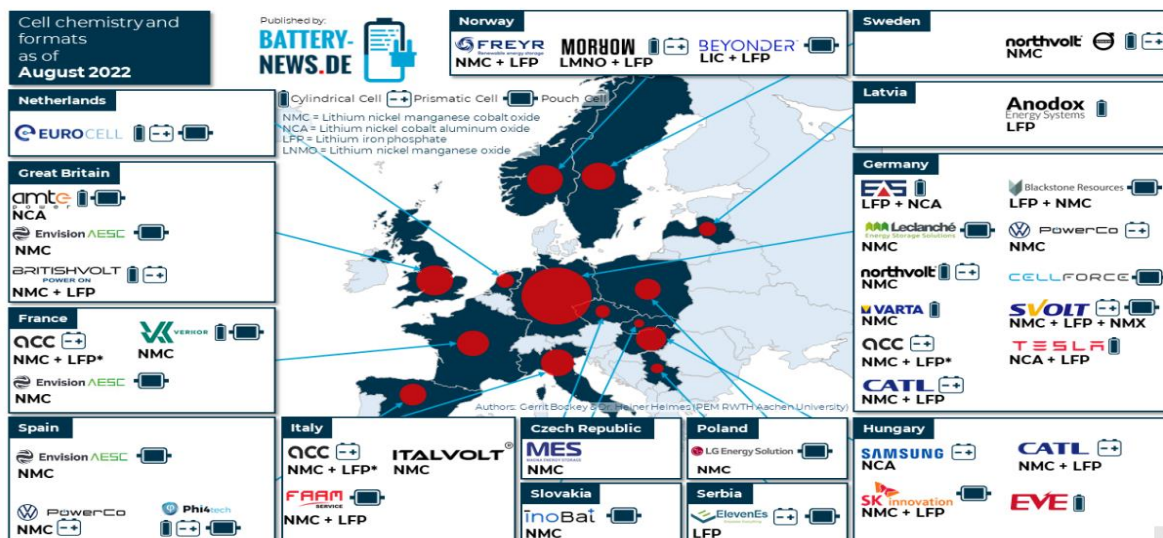 Cell chemistry and
formats
as of
August 2022
Published by:
BATTERY-
NEWS.DE
Norway
FREYR
Renewable energy storage
NMC + LFP
MORROW
LMNO + LFP
BEYONDER
LIC + LFP
Sweden
northvolt
NMC
Netherlands
EUROCELL
Cylindrical Cell
Prismatic Cell
Pouch Cell
NMC = Lithium nickel manganese cobalt oxide
NCA = Lithium nickel cobalt aluminum oxide
LFP = Lithium iron phosphate
LNMO = Lithium nickel manganese oxide
Latvia
Anodox
Energy Systems
LFP
Great Britain
amte
power
NCA
Envision AESC
NMC
BRITISHVOLT
POWER ON
NMC + LFP
Germany
EAS
LFP + NCA
Blackstone Resources
LFP + NMC
Leclanché
Energy Storage Solutions
NMC
PowerCo
NMC
northvolt
NMC
CELLFORCE
VARTA
NMC
SVOLT
NMC + LFP + NMX
acc
NMC + LFP*
TESLA
NCA + LFP
CATL
NMC + LFP
France
acc
NMC + LFP*
VERKOR
NMC
Envision AESC
NMC
Authors: Gerrit Bockey & Dr. Heiner Heimes (PEM RWTH Aachen University)
Spain
Envision AESC
NMC
PowerCo
NMC
Phi4tech
Italy
acc
NMC + LFP*
ITALVOLT®
NMC
FAAM
SERVICE
NMC + LFP
Czech Republic
MES
NMC
Slovakia
inoBat
NMC
Poland
LG Energy Solution
NMC
Serbia
ElevenEs
LFP
Hungary
SAMSUNG
NCA
CATL
NMC + LFP
SK innovation
NMC + LFP
EVE